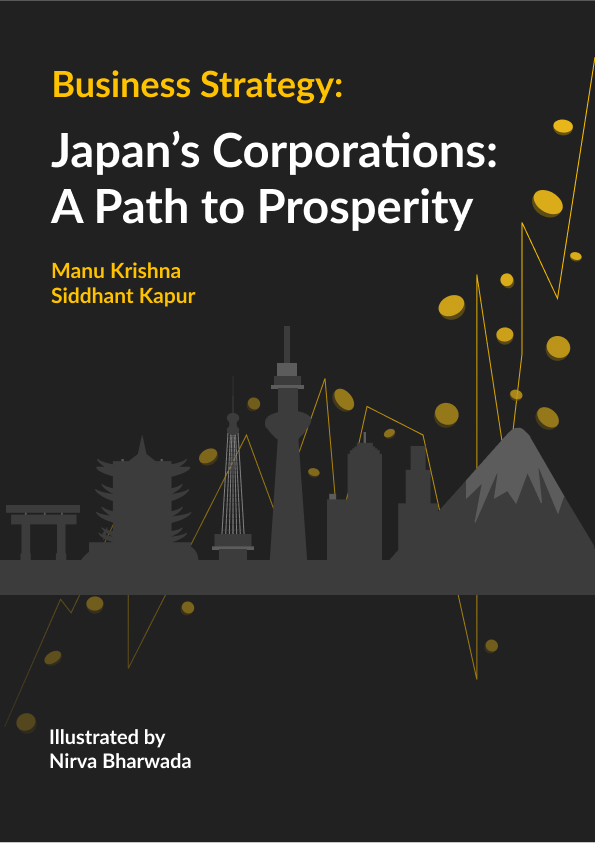 Business Strategy:
Japan’s Corporations:
A Path to Prosperity
Manu Krishna
Siddhant Kapur
Illustrated by
Nirva Bharwada